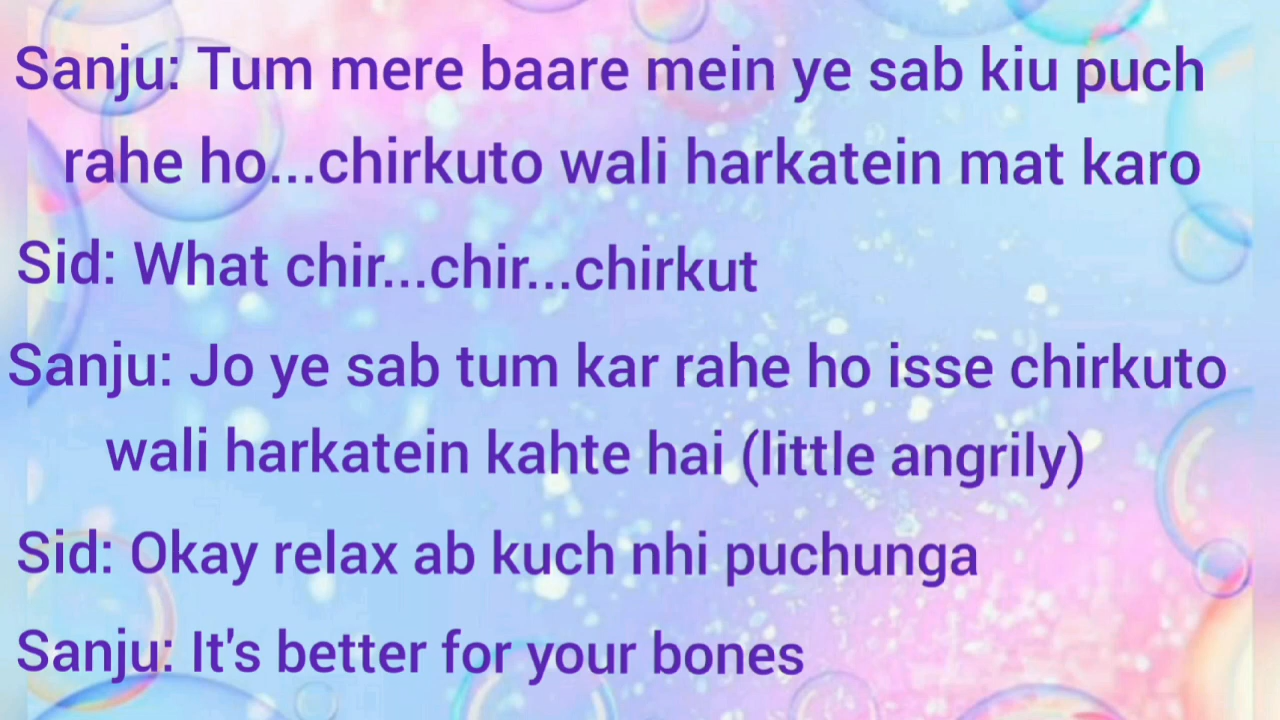 Sanju: Tum mere baare mein ye sab kiu puch
rahe ho...chirkuto wali harkatein mat karo
Sid: What chir...chir...chirkut
Sanju: Jo ye sab tum kar rahe ho isse chirkuto
wali harkatein kahte hai (little angrily)
Sid: Okay relax ab kuch nhi puchunga
Sanju: It's better for your bones